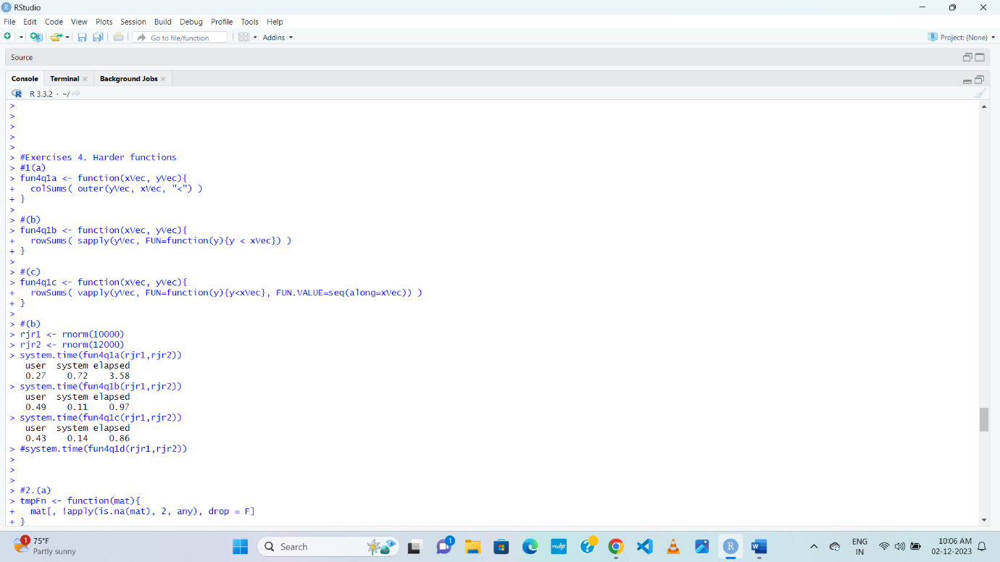 RStudio
File Edit Code View Plots Session Build Debug Profile Tools Help
Go to file/function Addins Project: (None)
Source
Console Terminal Background Jobs
R 3.3.2 · ~/
>
>
>
>
>
> #Exercises 4. Harder functions
> #1(a)
> fun4q1a <- function(xVec, yVec){
+   colSums( outer(yVec, xVec, "<") )
+ }
>
> #(b)
> fun4q1b <- function(xVec, yVec){
+   rowSums( sapply(yVec, FUN=function(y){y < xVec}) )
+ }
>
> #(c)
> fun4q1c <- function(xVec, yVec){
+   rowSums( vapply(yVec, FUN=function(y){y<xVec}, FUN.VALUE=seq(along=xVec)) )
+ }
>
> #(b)
> rjr1 <- rnorm(10000)
> rjr2 <- rnorm(12000)
> system.time(fun4q1a(rjr1,rjr2))
   user  system elapsed
   0.27    0.72    3.58
> system.time(fun4q1b(rjr1,rjr2))
   user  system elapsed
   0.49    0.11    0.97
> system.time(fun4q1c(rjr1,rjr2))
   user  system elapsed
   0.43    0.14    0.86
> #system.time(fun4q1d(rjr1,rjr2))
>
>
>
> #2.(a)
> tmpFn <- function(mat){
+   mat[, !apply(is.na(mat), 2, any), drop = F]
+ }
1 75°F
Partly sunny
Search
1
ENG
IN
10:06 AM
02-12-2023